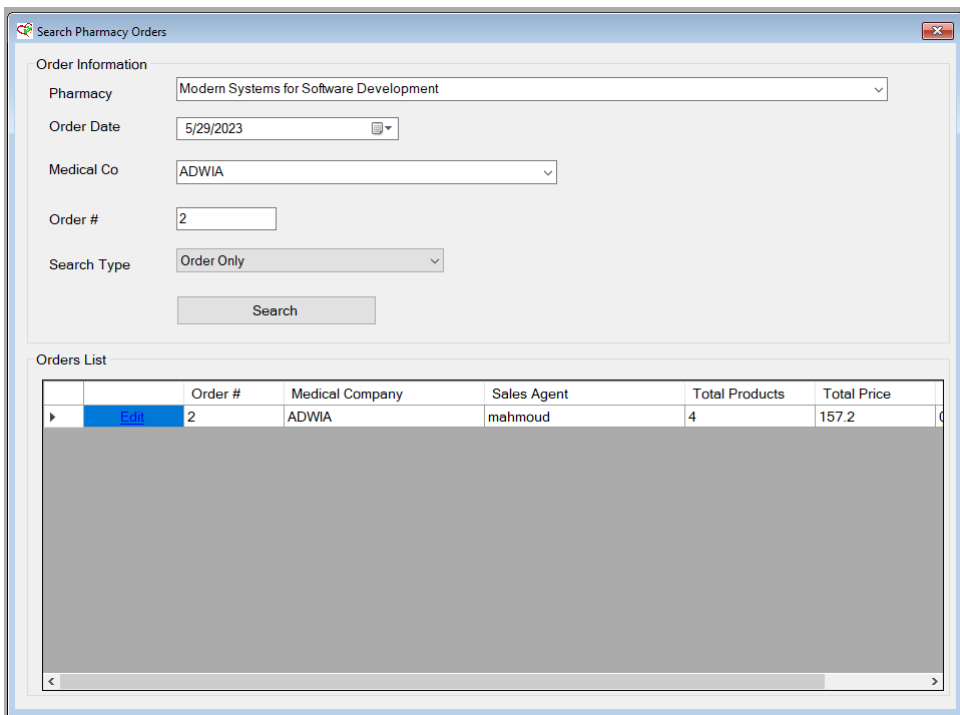 Search Pharmacy Orders
Order Information
Pharmacy Modern Systems for Software Development
Order Date 5/29/2023
Medical Co ADWIA
Order # 2
Search Type Order Only
Search
Orders List
Order # Medical Company Sales Agent Total Products Total Price
Edit 2 ADWIA mahmoud 4 157.2